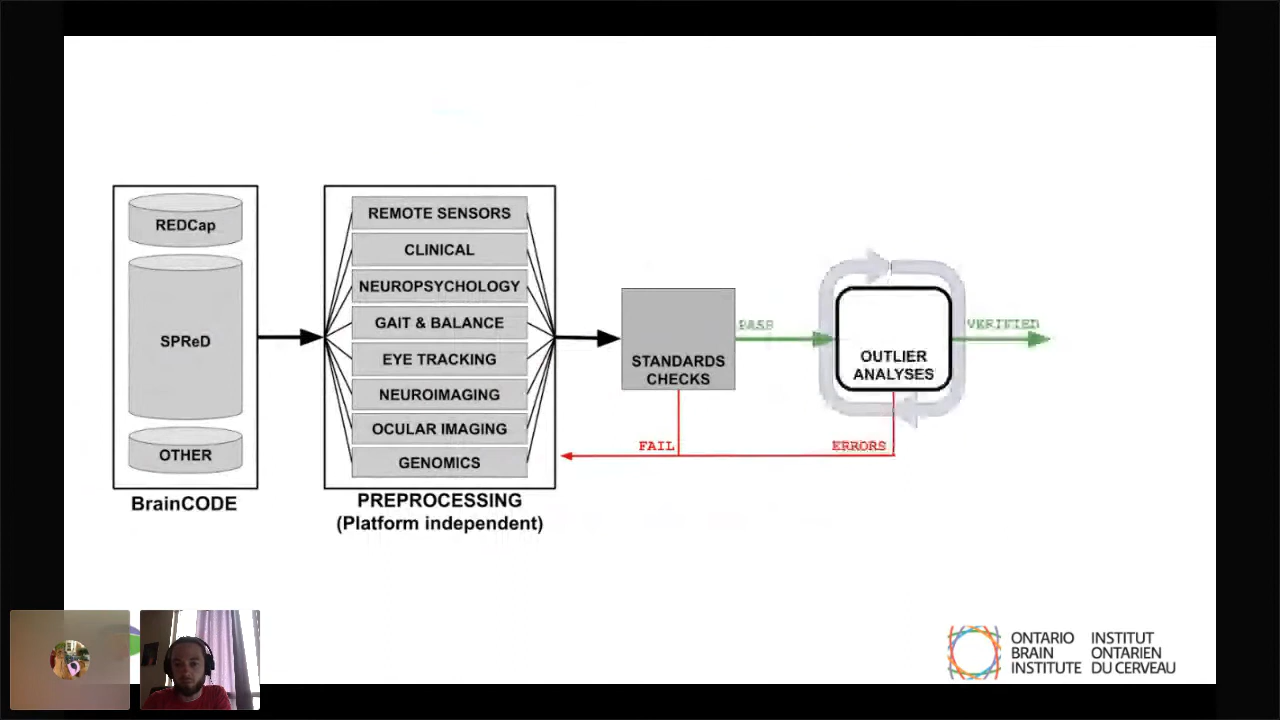 REDCap
SPReD
OTHER
BrainCODE
REMOTE SENSORS
CLINICAL
NEUROPSYCHOLOGY
GAIT & BALANCE
EYE TRACKING
NEUROIMAGING
OCULAR IMAGING
GENOMICS
PREPROCESSING
(Platform independent)
STANDARDS
CHECKS
PASS
FAIL
OUTLIER
ANALYSES
ERRORS
VERIFIED
ONTARIO
BRAIN
INSTITUTE
INSTITUT
ONTARIEN
DU CERVEAU